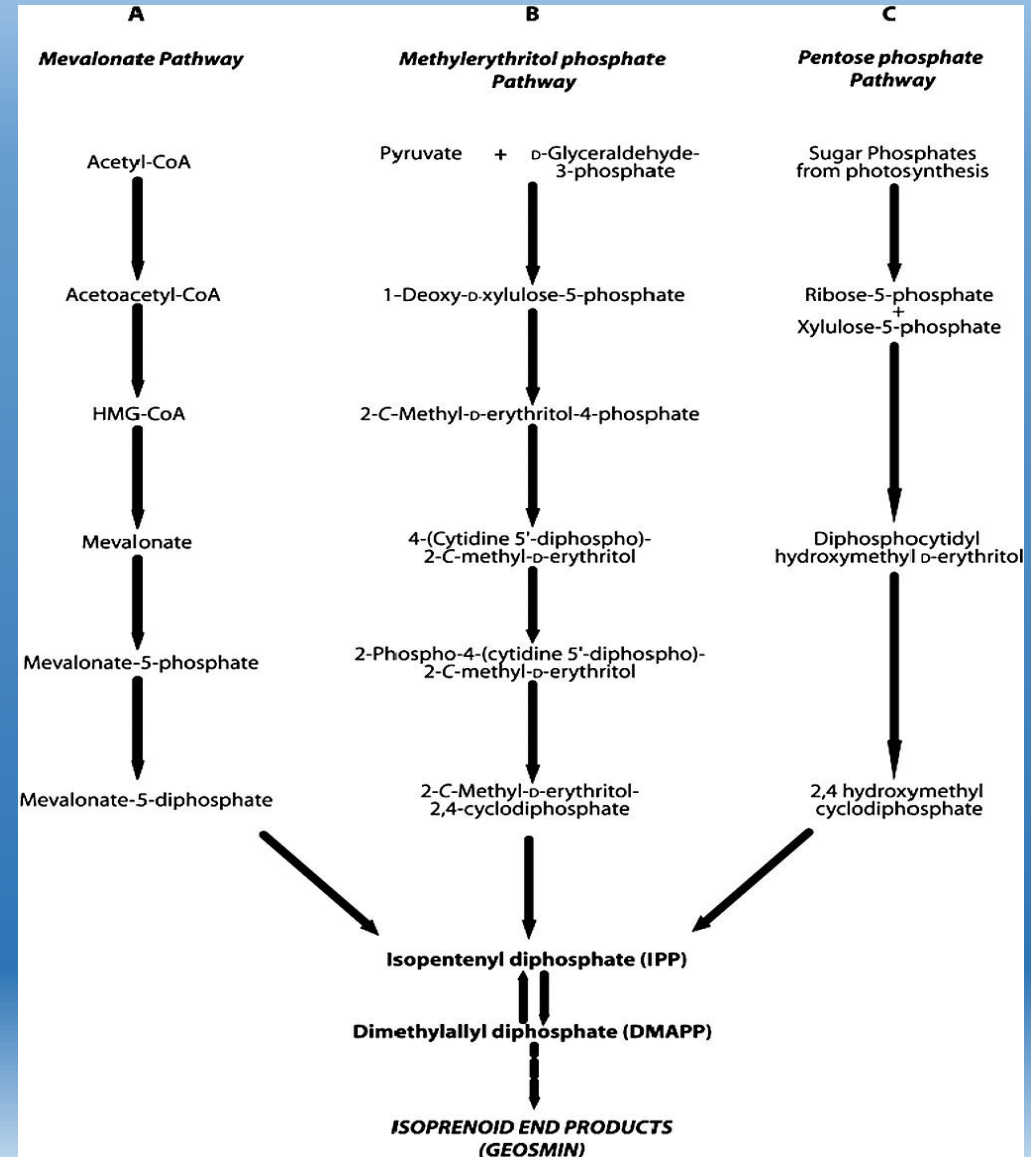 A
Mevalonate Pathway
Acetyl-CoA
Acetoacetyl-CoA
HMG-CoA
Mevalonate
Mevalonate-5-phosphate
Mevalonate-5-diphosphate
B
Methylerythritol phosphate
Pathway
Pyruvate + D-Glyceraldehyde-
3-phosphate
1-Deoxy-D-xylulose-5-phosphate
2-C-Methyl-D-erythritol-4-phosphate
4-(Cytidine 5'-diphospho)-
2-C-methyl-D-erythritol
2-Phospho-4-(cytidine 5'-diphospho)-
2-C-methyl-D-erythritol
2-C-Methyl-D-erythritol-
2,4-cyclodiphosphate
C
Pentose phosphate
Pathway
Sugar Phosphates
from photosynthesis
Ribose-5-phosphate
+
Xylulose-5-phosphate
Diphosphocytidyl
hydroxymethyl D-erythritol
2,4 hydroxymethyl
cyclodiphosphate
Isopentenyl diphosphate (IPP)
Dimethylallyl diphosphate (DMAPP)
ISOPRENOID END PRODUCTS
(GEOSMIN)